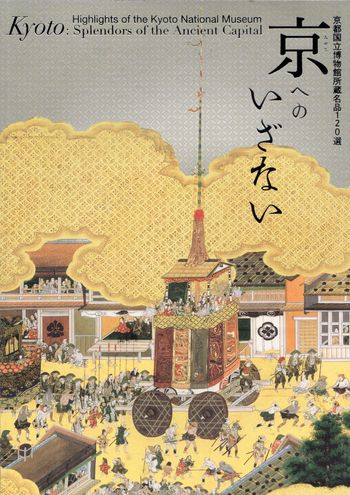 Highlights of the Kyoto National Museum
Kyoto: Splendors of the Ancient Capital
京都国立博物館所蔵名品120選
京への
みやこ
いざない